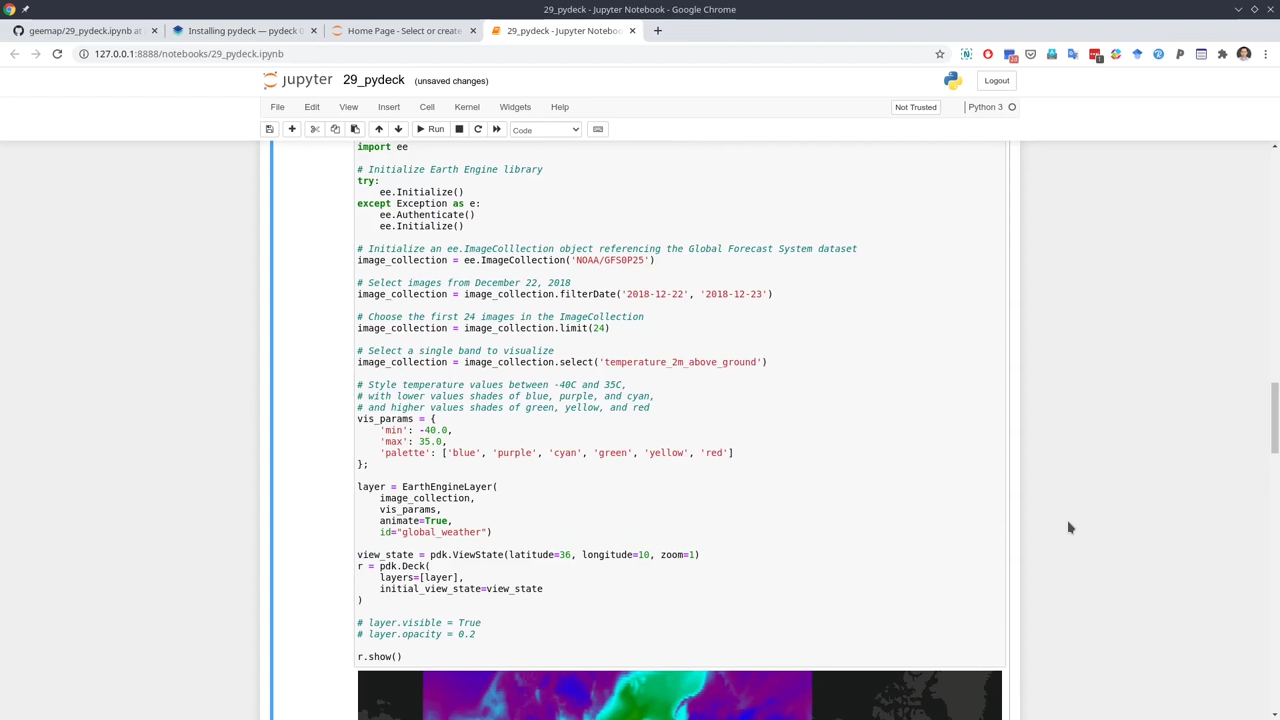 29_pydeck - Jupyter Notebook - Google Chrome
geemap/29_pydeck.ipynb at
Installing pydeck — pydeck
Home Page - Select or create
29_pydeck - Jupyter Notebo
127.0.0.1:8888/notebooks/29_pydeck.ipynb
jupyter 29_pydeck (unsaved changes)
Logout
File Edit View Insert Cell Kernel Widgets Help
Not Trusted
Python 3
Run
Code
import ee
# Initialize Earth Engine library
try:
ee.Initialize()
except Exception as e:
ee.Authenticate()
ee.Initialize()
# Initialize an ee.ImageColllection object referencing the Global Forecast System dataset
image_collection = ee.ImageCollection('NOAA/GFS0P25')
# Select images from December 22, 2018
image_collection = image_collection.filterDate('2018-12-22', '2018-12-23')
# Choose the first 24 images in the ImageCollection
image_collection = image_collection.limit(24)
# Select a single band to visualize
image_collection = image_collection.select('temperature_2m_above_ground')
# Style temperature values between -40C and 35C,
# with lower values shades of blue, purple, and cyan,
# and higher values shades of green, yellow, and red
vis_params = {
'min': -40.0,
'max': 35.0,
'palette': ['blue', 'purple', 'cyan', 'green', 'yellow', 'red']
};
layer = EarthEngineLayer(
image_collection,
vis_params,
animate=True,
id="global_weather")
view_state = pdk.ViewState(latitude=36, longitude=10, zoom=1)
r = pdk.Deck(
layers=[layer],
initial_view_state=view_state
)
# layer.visible = True
# layer.opacity = 0.2
r.show()